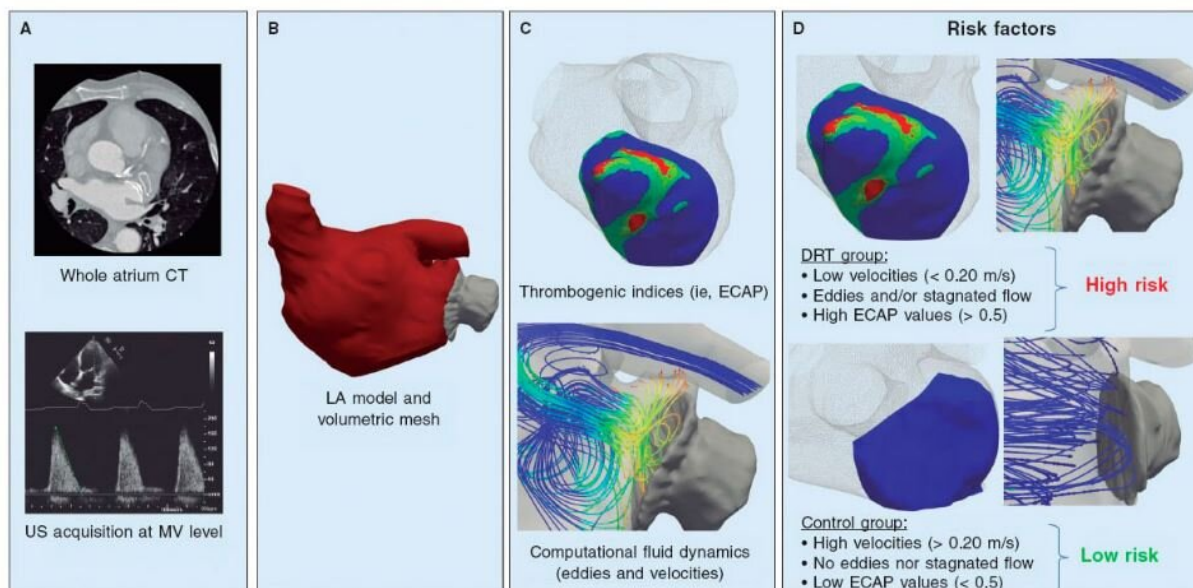 A
Whole atrium CT
US acquisition at MV level
B
LA model and
volumetric mesh
C
Thrombogenic indices (ie, ECAP)
Computational fluid dynamics
(eddies and velocities)
D
Risk factors
DRT group:
• Low velocities (< 0.20 m/s)
• Eddies and/or stagnated flow
• High ECAP values (> 0.5)
High risk
Control group:
• High velocities (> 0.20 m/s)
• No eddies nor stagnated flow
• Low ECAP values (< 0.5)
Low risk